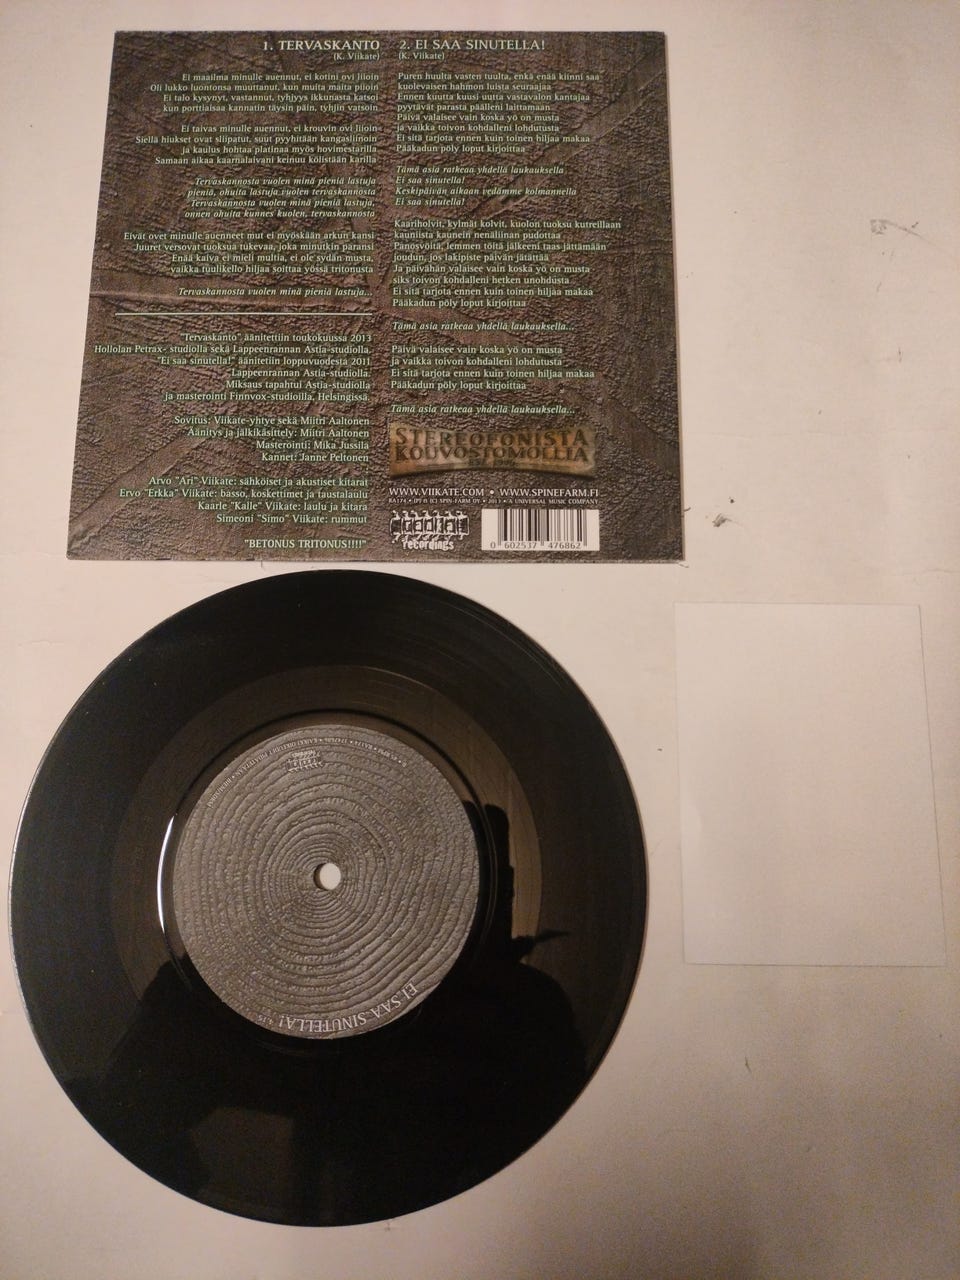 1. TERVASKANTO
(K. Viikate)
Ei maailma minulle auennut, ei kotini ovi liioin
Oli lukko luontonsa muuttanut, kun muita maita piioin
Ei talo kysynyt, vastannut, tyhjyys ikkunasta katsoi
kun porttiaisaa kannatin täysin päin, tyhjin vatsoin
Ei taivas minulle auennut, ei krouvin ovi liioin
Siellä hiukset ovat silipatut, suut pyyhitään kangasliinoin
ja kaulus hohtaa platinaa myös hovimestarilla
Samaan aikaa kaarnalaivani keinuu kölistään karilla
Tervaskannosta vuolen minä pieniä lastuja
pieniä, ohuita lastuja vuolen tervaskannosta
Tervaskannosta vuolen minä pieniä lastuja,
onnen ohuita kunnes kuolen, tervaskannosta
Eivät ovet minulle auenneet mut ei myöskään arkun kansi
Juuret versovat tuoksua tukevaa, joka minutkin paransi
Enää kaiva ei mieli multia, ei ole sydän musta,
vaikka tuulikello hiljaa soittaa yössä tritonusta
Tervaskannosta vuolen minä pieniä lastuja...
"Tervaskanto" äänitettiin toukokuussa 2013
Hollolan Petrax- studiolla sekä Lappeenrannan Astia-studiolla.
"Ei saa sinutella!" äänitetiin loppuvuodesta 2011
Lappeenrannan Astia-studiolla.
Miksaus tapahtui Astia-studiolla
ja masterointi Finnvox-studioilla, Helsingissä.
Sovitus: Viikate-yhtye sekä Miitri Aaltonen
Äänitys ja jälkikäsittely: Miitri Aaltonen
Masterointi: Mika Jussila
Kannet: Janne Peltonen
Arvo "Ari" Viikate: sähköiset ja akustiset kitarat
Ervo "Erkka" Viikate: basso, koskettimet ja taustalaulu
Kaarle "Kalle" Viikate: laulu ja kitara
Simeoni "Simo" Viikate: rummut
"BETONUS TRITONUS!!!!"
2. EI SAA SINUTELLA!
(K. Viikate)
Puren huulta vasten tuulta, enkä enää kiinni saa
kuolevaisen hahmon luista seuraajaa
Ennen kuutta kuusi-uutta vastavalon kantajaa
pyytävät parasta päälleni laittamaan
Päivä valaisee vain koska yö on musta
ja vaikka toivon kohdalleni lohdutusta
Ei sitä tarjota ennen kuin toinen hiljaa makaa
Pääkadun pöly loput kirjoittaa
Tämä asia ratkeaa yhdellä laukauksella
Ei saa sinutella!
Keskipäivän aikaan vedämme kolmannella
Ei saa sinutella!
Kaariholvit, kylmät kolvit, kuolon tuoksu kutreillaan
kauniista kaunein nenäliinan pudottaa
Panosvöitä, lemmen töitä jälkeeni taas jättämään
joudun, jos lakipiste päivän jätättää
Ja päivähän valaisee vain koska yö on musta
siks toivon kohdalleni hetken unohdusta
Ei sitä tarjota ennen kuin toinen hiljaa makaa
Pääkadun pöly loput kirjoittaa
Tämä asia ratkeaa yhdellä laukauksella...
Päivä valaisee vain koska yö on musta
ja vaikka toivon kohdalleni lohdutusta
Ei sitä tarjota ennen kuin toinen hiljaa makaa
Pääkadun pöly loput kirjoittaa
Tämä asia ratkeaa yhdellä laukauksella...
STEREOFONISTA
KOUVOSTOMOLLIA
EST. 1996
WWW.VIIKATE.COM • WWW.SPINEFARM.FI
RA174 • (P) & (C) SPIN-FARM OY • 2013 • A UNIVERSAL MUSIC COMPANY
recordings
0 602537 476862
EI SAA SINUTELLA! 4:15